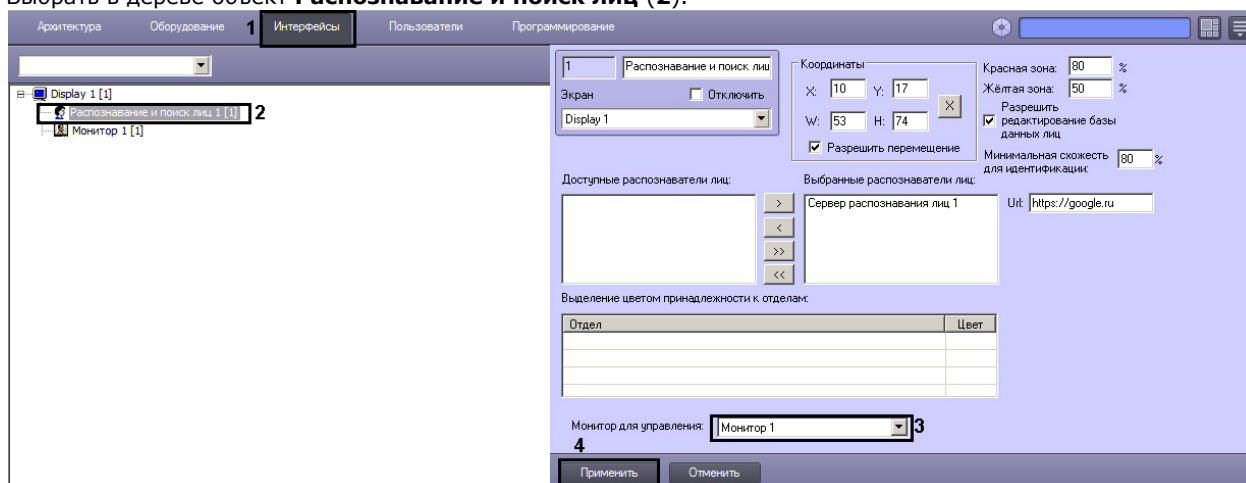 Выбрать в дереве объект Распознавание и поиск лиц (2).
Архитектура Оборудование 1 Интерфейсы Пользователи Программирование
Display 1 [1]
Распознавание и поиск лиц 1 [1] 2
Монитор 1 [1]
1 Распознавание и поиск лиц
Экран Отключить
Display 1
Координаты
X: 10 Y: 17
W: 53 H: 74
X
Разрешить перемещение
Красная зона: 80 %
Жёлтая зона: 50 %
Разрешить
редактирование базы
данных лиц
Минимальная схожесть 80 %
для идентификации:
Доступные распознаватели лиц:
>
<
>>
<<
Выбранные распознаватели лиц:
Сервер распознавания лиц 1
Url: https://google.ru
Выделение цветом принадлежности к отделам:
Отдел Цвет
Монитор для управления: Монитор 1 3
4
Применить Отменить